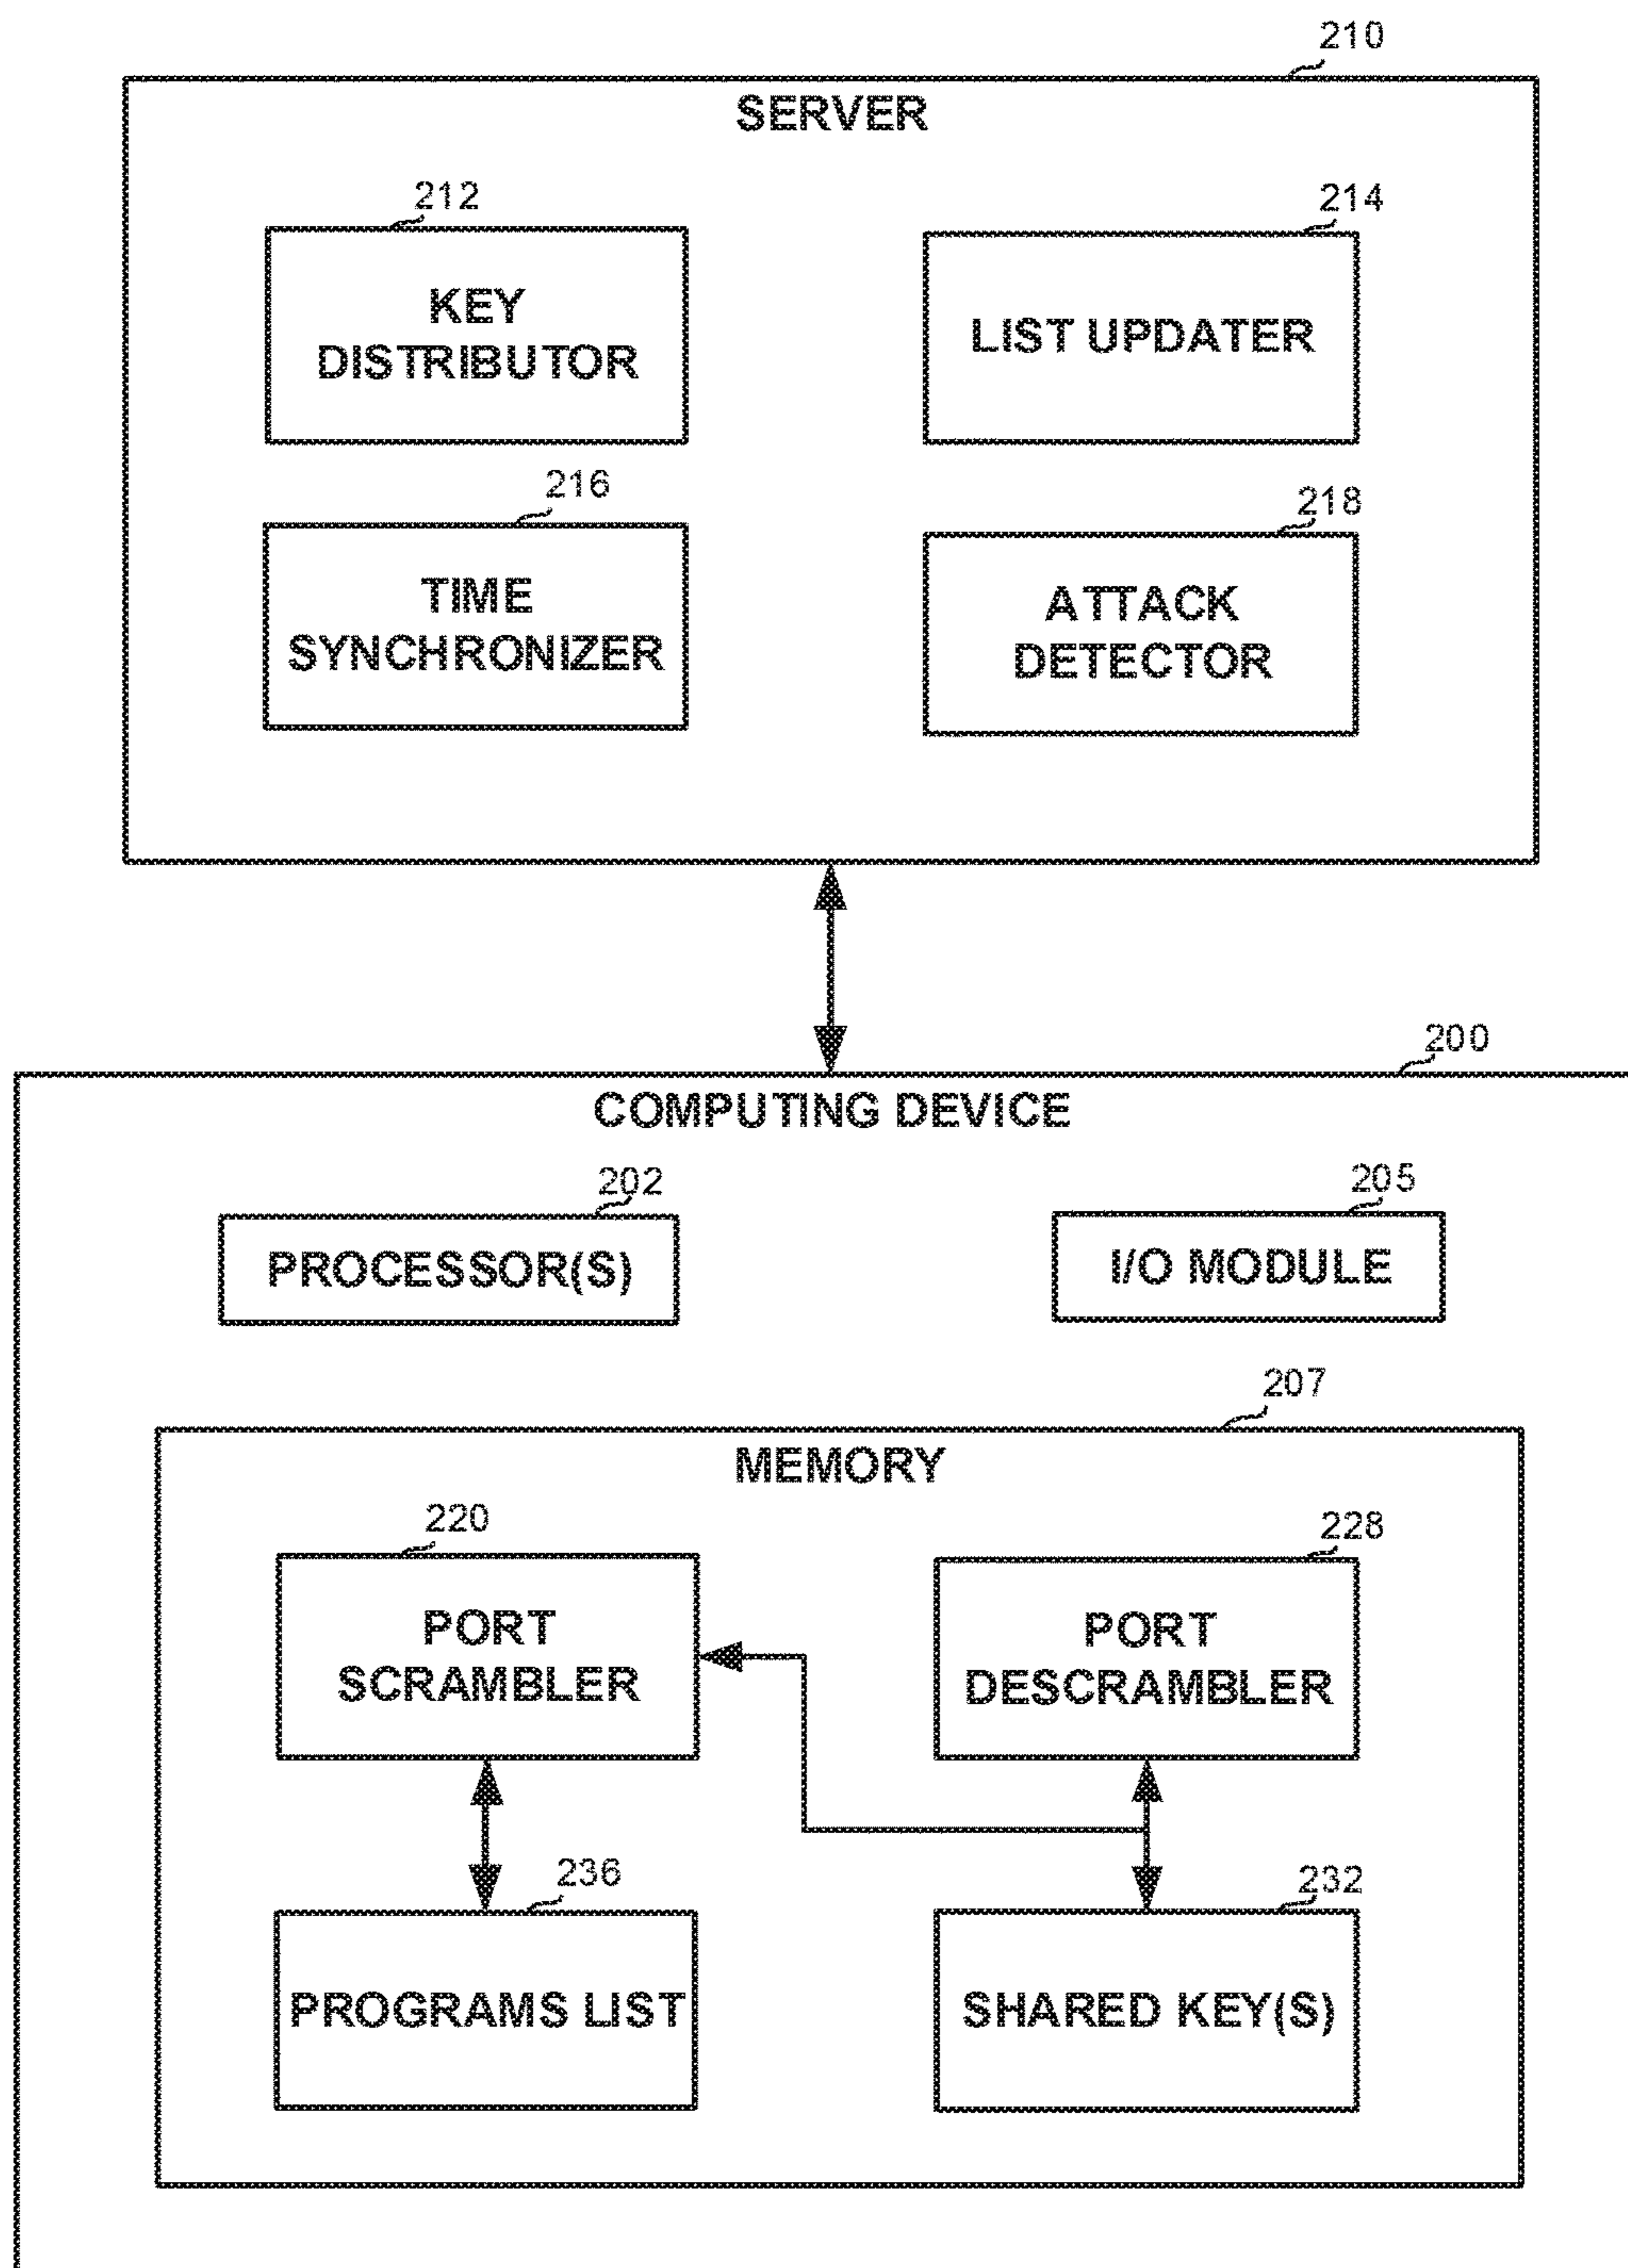 210
SERVER
212
214
KEY
DISTRIBUTOR
LIST UPDATER
216
218
TIME
SYNCHRONIZER
ATTACK
DETECTOR
200
COMPUTING DEVICE
202
205
PROCESSOR(S)
I/O MODULE
207
MEMORY
220
228
PORT
SCRAMBLER
PORT
DESCRAMBLER
236
232
PROGRAMS LIST
SHARED KEY(S)